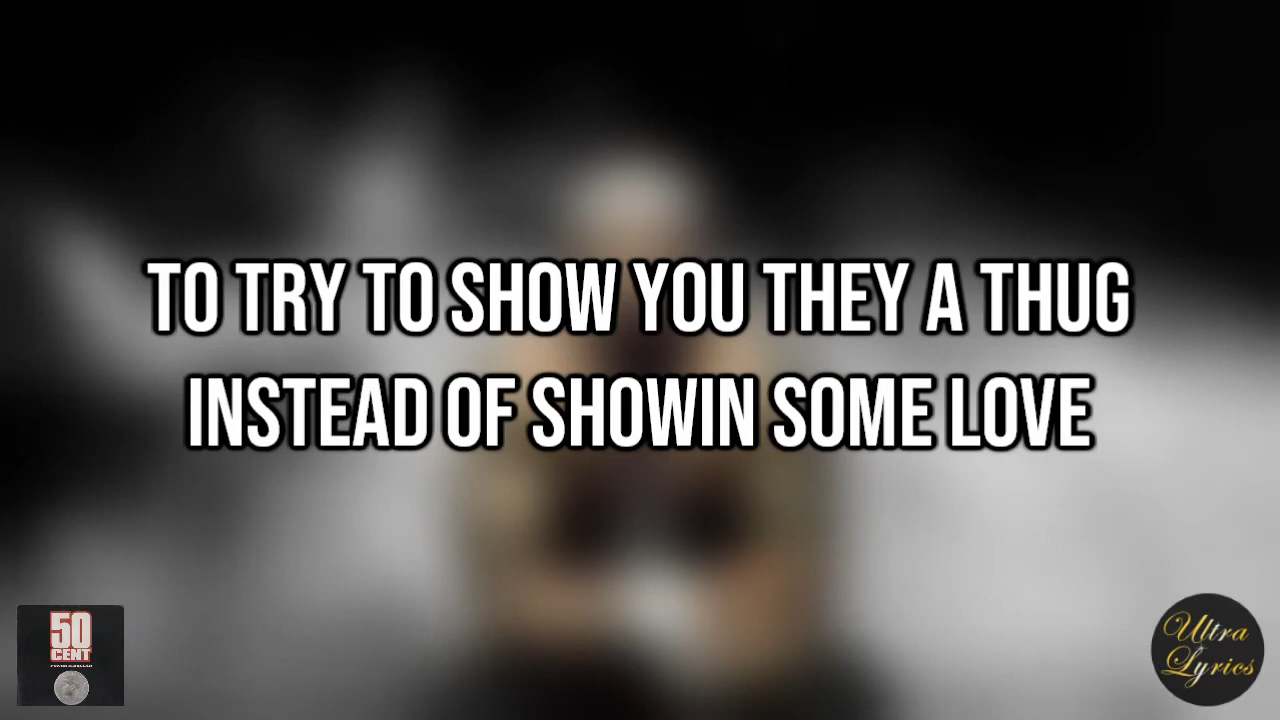 TO TRY TO SHOW YOU THEY A THUG
INSTEAD OF SHOWIN SOME LOVE
50
CENT
Ultra
Lyrics